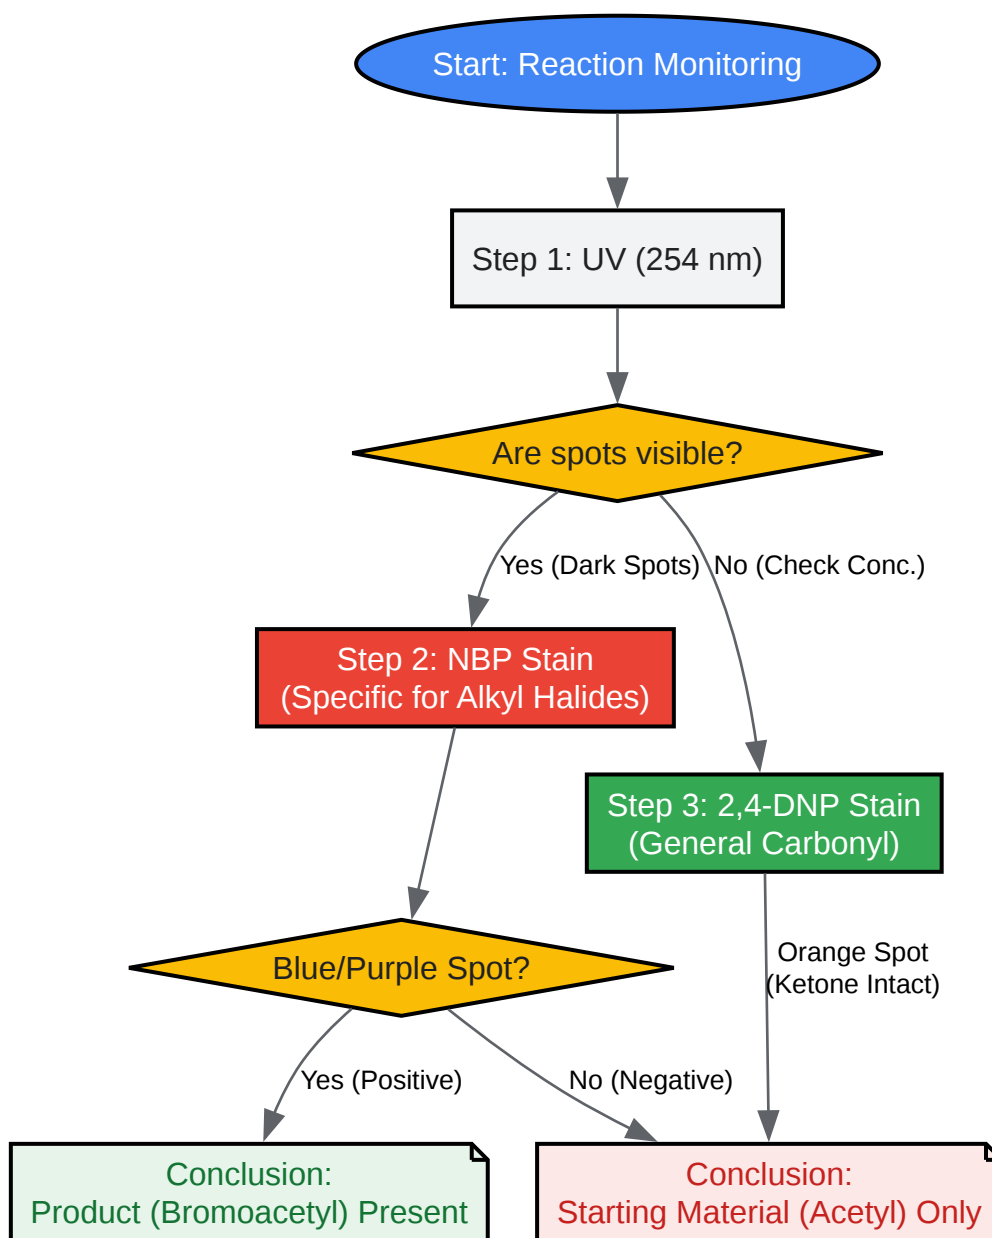 Start: Reaction Monitoring
Step 1: UV (254 nm)
Are spots visible?
Yes (Dark Spots)
No (Check Conc.)
Step 2: NBP Stain
(Specific for Alkyl Halides)
Step 3: 2,4-DNP Stain
(General Carbonyl)
Blue/Purple Spot?
Orange Spot
(Ketone Intact)
Yes (Positive)
No (Negative)
Conclusion:
Product (Bromoacetyl) Present
Conclusion:
Starting Material (Acetyl) Only